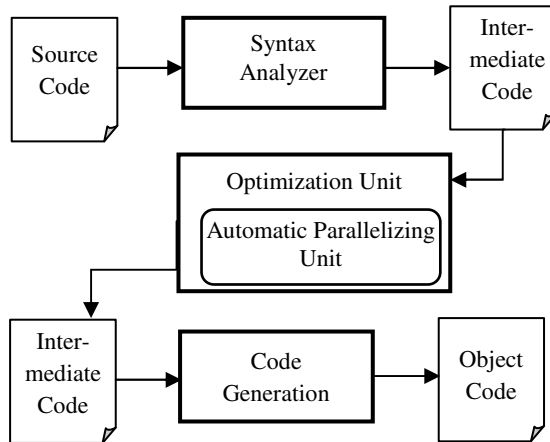 Source
Code
Syntax
Analyzer
Inter-
mediate
Code
Optimization Unit
Automatic Parallelizing
Unit
Inter-
mediate
Code
Code
Generation
Object
Code